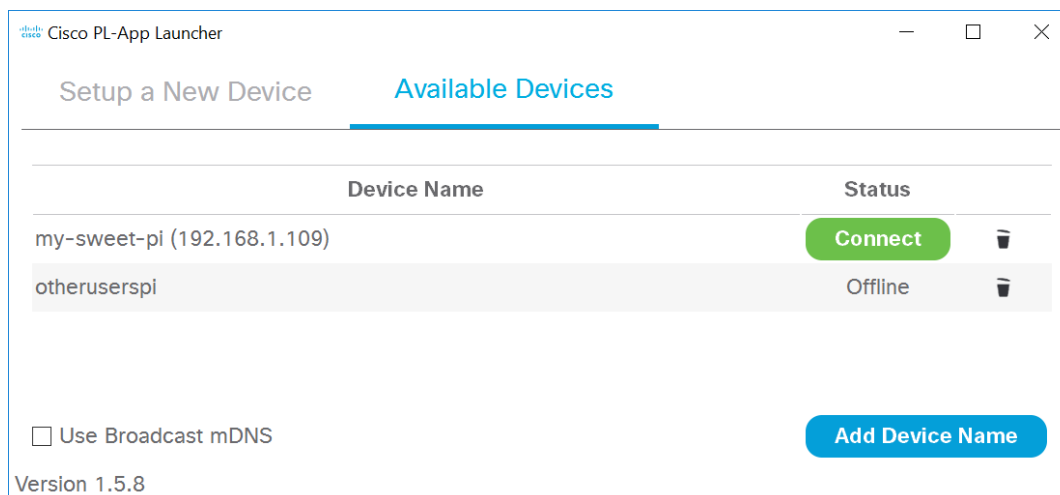 CISCO Cisco PL-App Launcher
Setup a New Device Available Devices
Device Name Status
my-sweet-pi (192.168.1.109) Connect
otheruserspi Offline
Use Broadcast mDNS Add Device Name
Version 1.5.8